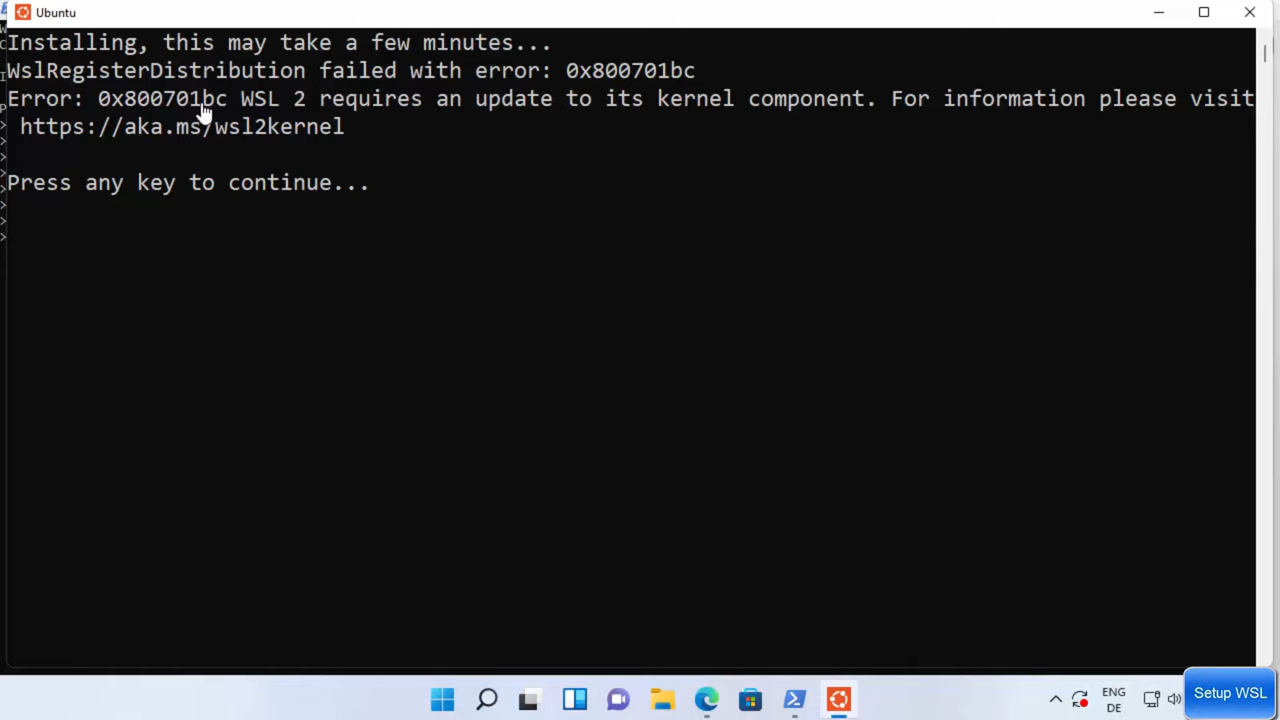 Ubuntu
Installing, this may take a few minutes...
WslRegisterDistribution failed with error: 0x800701bc
Error: 0x800701bc WSL 2 requires an update to its kernel component. For information please visit
https://aka.ms/wsl2kernel
Press any key to continue...
ENG
DE
Setup WSL